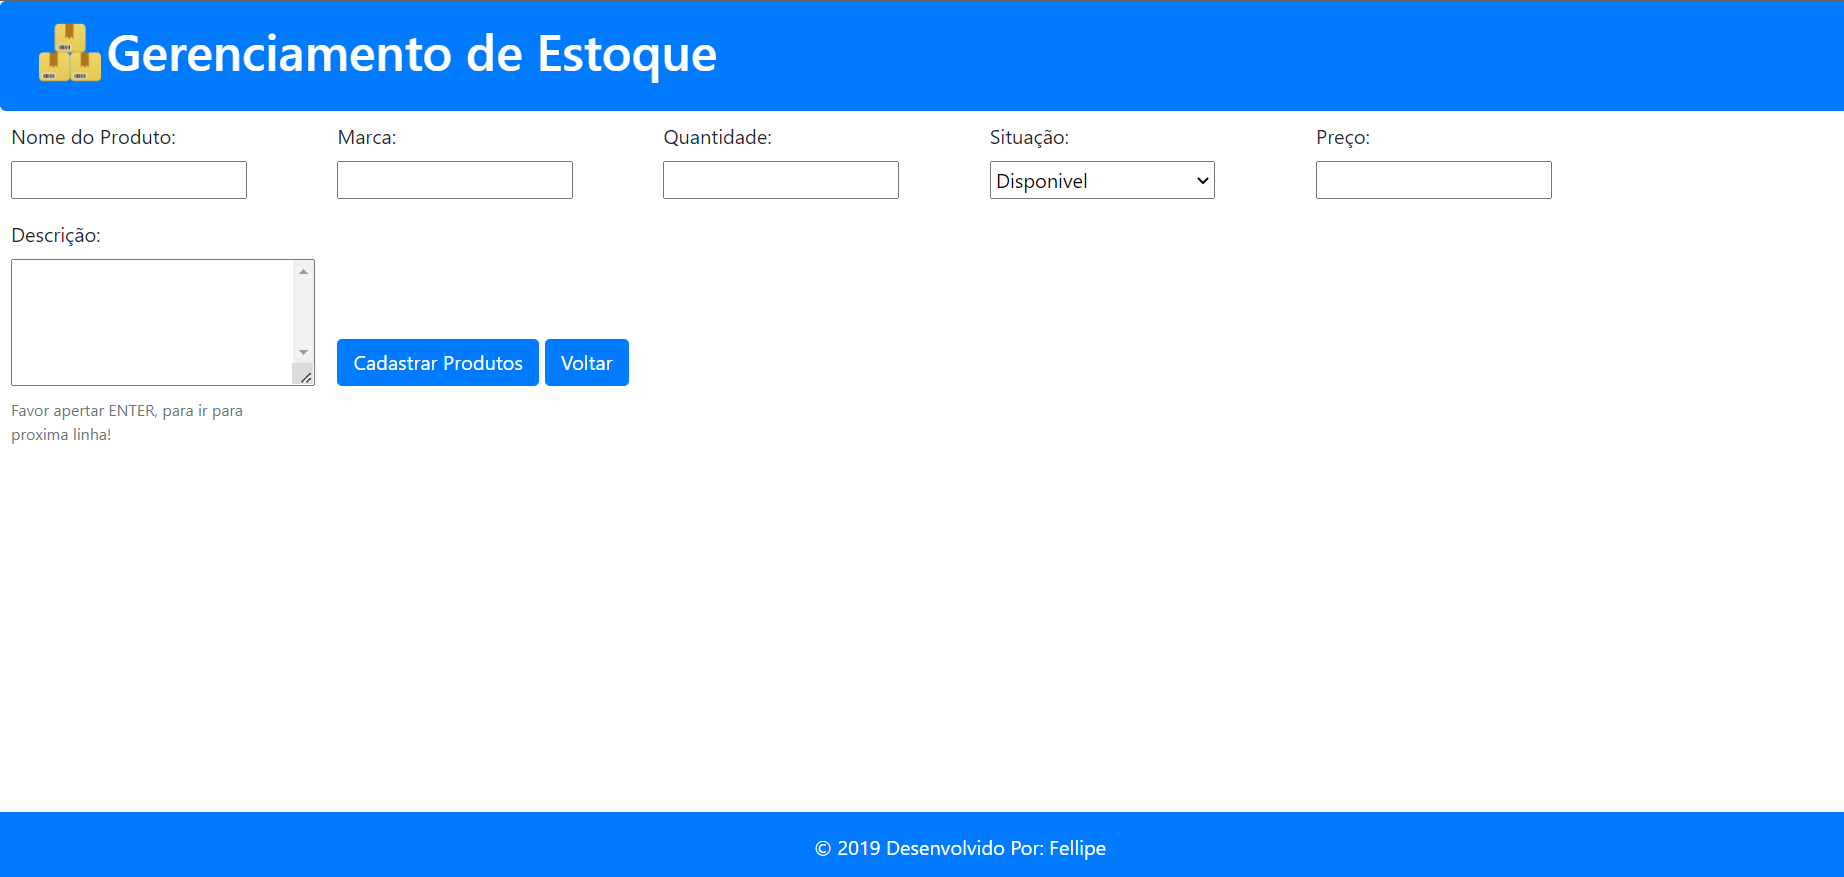 Gerenciamento de Estoque
Nome do Produto:
Marca:
Quantidade:
Situação:
Preço:
Disponivel
Descrição:
Cadastrar Produtos
Voltar
Favor apertar ENTER, para ir para
proxima linha!
© 2019 Desenvolvido Por: Fellipe